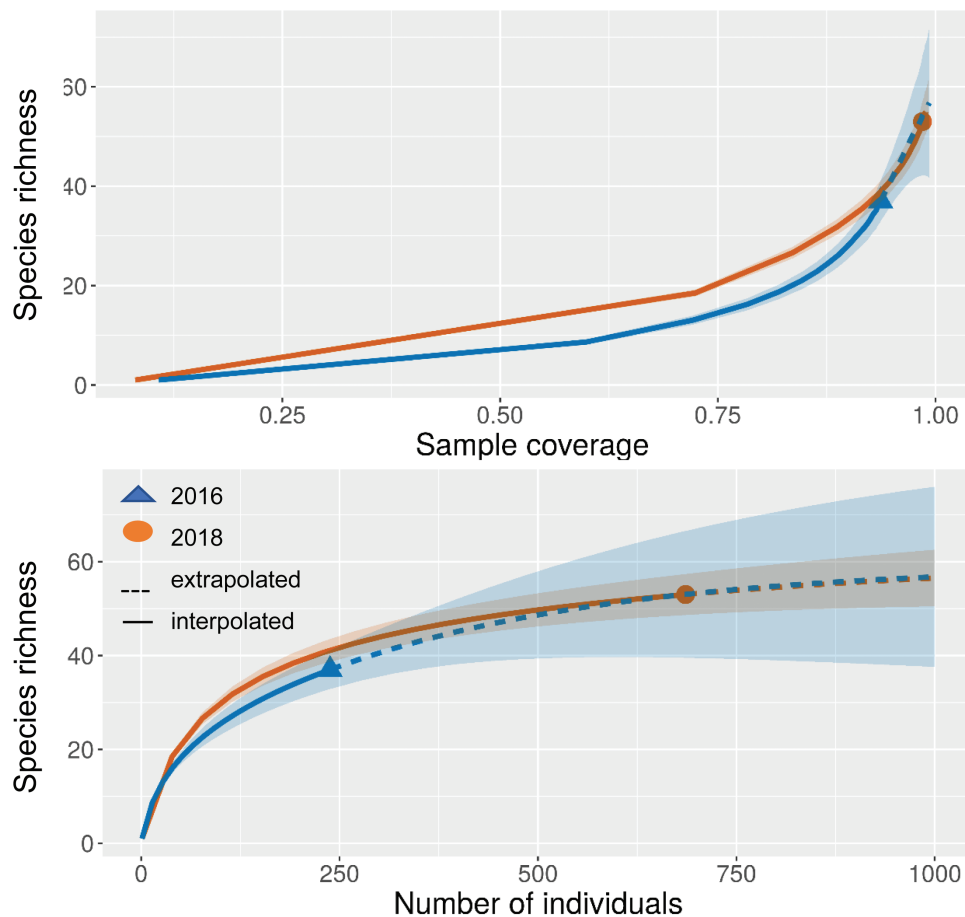 Species richness
60
40
20
0
0.25 0.50 0.75 1.00
Sample coverage
2016
2018
extrapolated
interpolated
Species richness
60
40
20
0
0 250 500 750 1000
Number of individuals